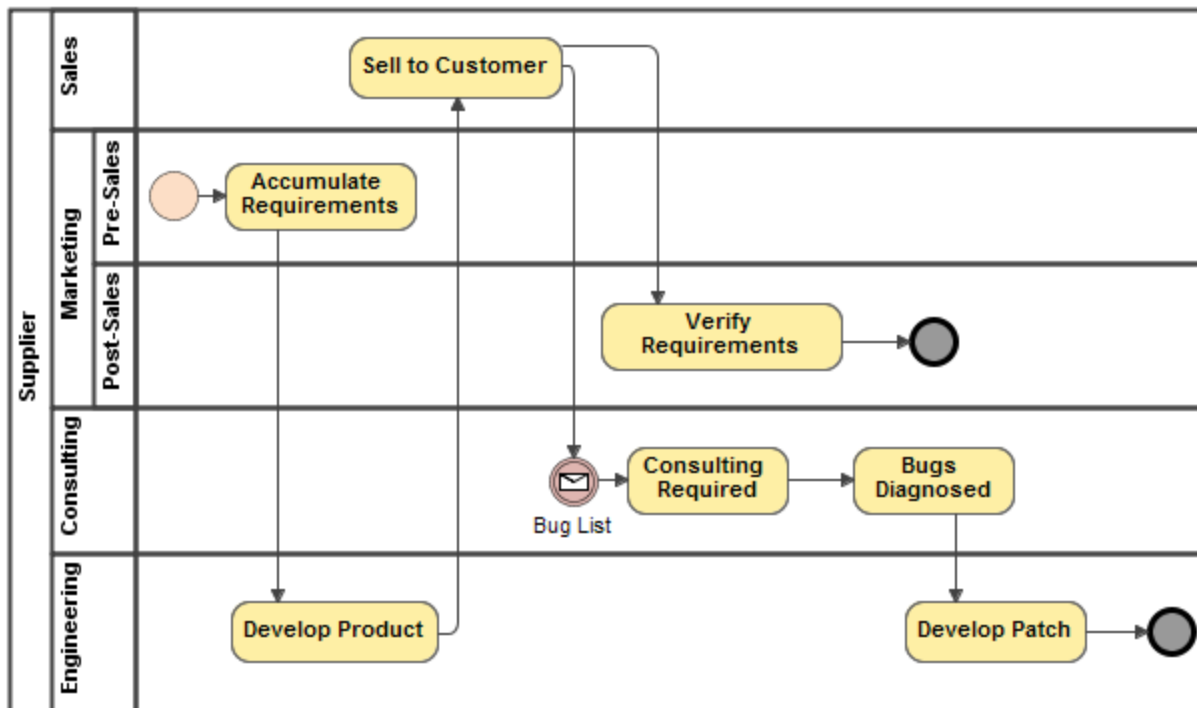 Supplier
Sales
Sell to Customer
Marketing
Pre-Sales
Accumulate
Requirements
Post-Sales
Verify
Requirements
Consulting
Bug List
Consulting
Required
Bugs
Diagnosed
Engineering
Develop Product
Develop Patch